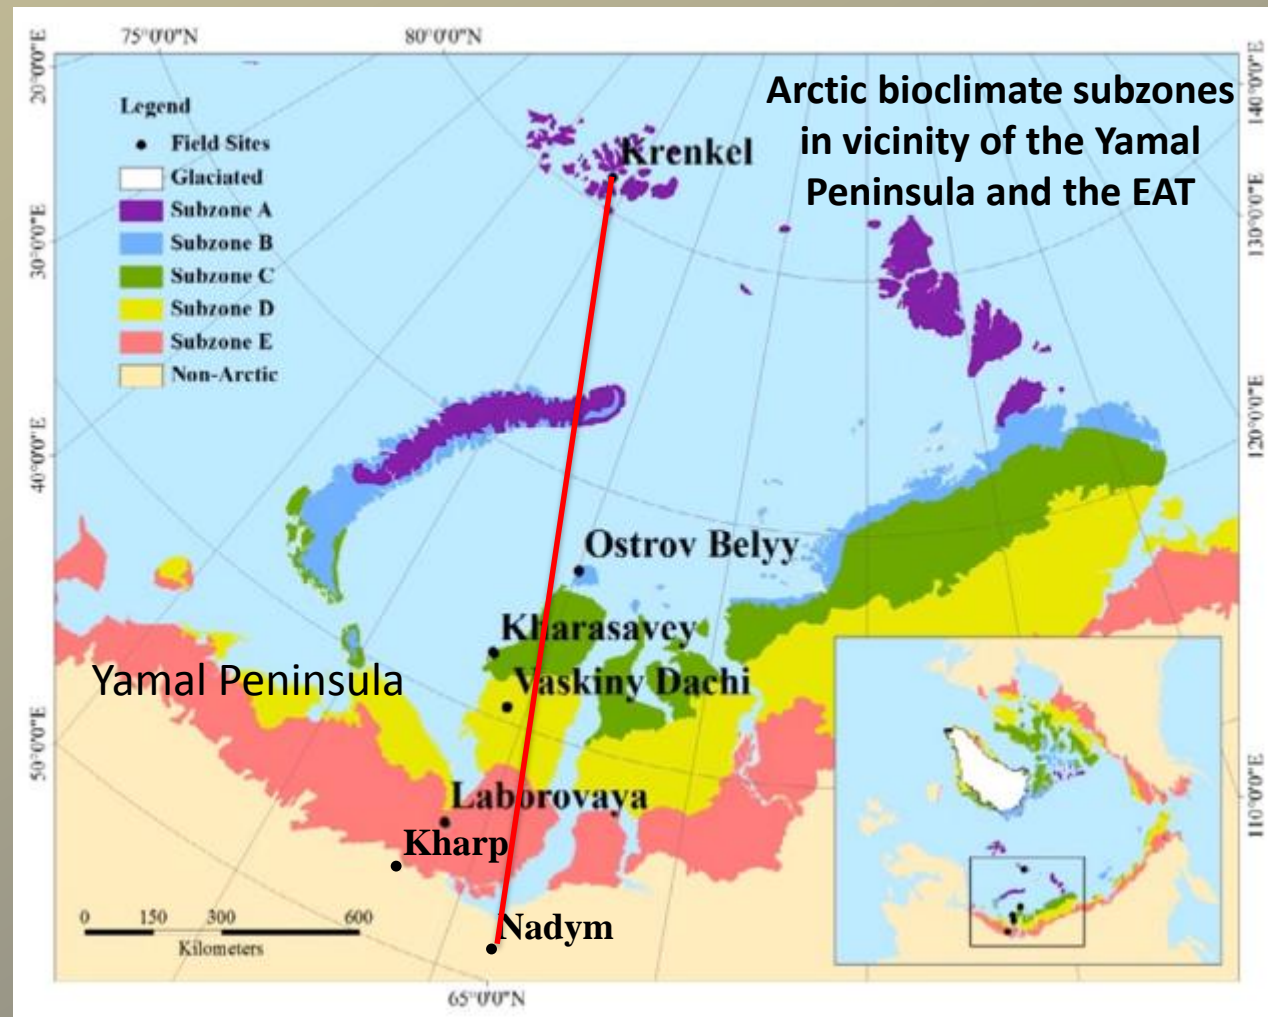 75°0'0"N
80°0'0"N
20°0'0"E
30°0'0"E
40°0'0"E
50°0'0"E
140°0'0"E
130°0'0"E
120°0'0"E
110°0'0"E
65°0'0"N
Arctic bioclimate subzones
in vicinity of the Yamal
Peninsula and the EAT
Legend
Field Sites
Glaciated
Subzone A
Subzone B
Subzone C
Subzone D
Subzone E
Non-Arctic
Krenkel
Ostrov Belyy
Kharasavey
Yamal Peninsula
Vaskiny Dachi
Laborovaya
Kharp
Nadym
0 150 300 600
Kilometers